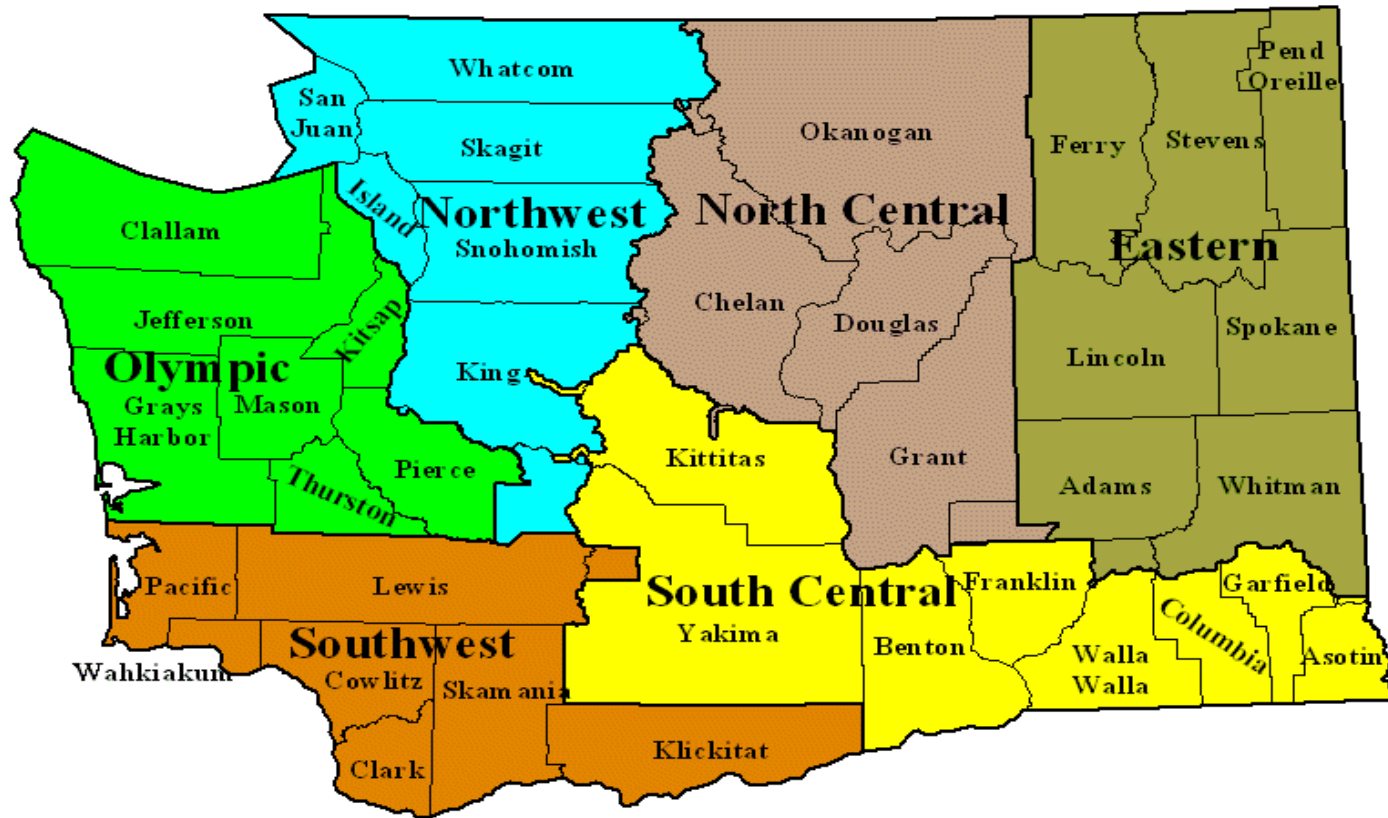 Whatcom
San
Juan
Skagit
Island
Northwest
Snohomish
King
Clallam
Jefferson
Kitsap
Olympic
Grays
Harbor
Mason
Pierce
Thurston
Okanogan
North Central
Chelan
Douglas
Grant
Ferry
Stevens
Pend
Oreille
Eastern
Lincoln
Spokane
Adams
Whitman
Kittitas
South Central
Yakima
Benton
Franklin
Walla
Walla
Columbia
Garfield
Asotin
Pacific
Lewis
Southwest
Wahkiakum
Cowlitz
Skamania
Clark
Klickitat